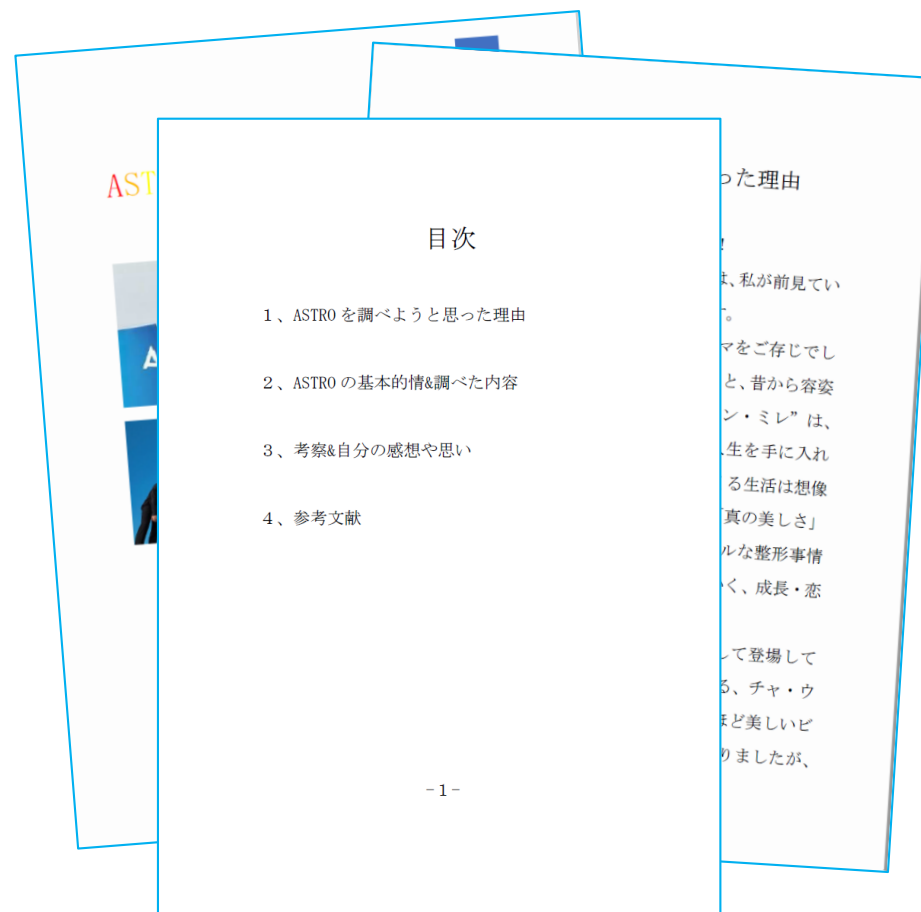 AST
目次
1、ASTROを調べようと思った理由
2、ASTROの基本的情&調べた内容
3、考察&自分の感想や思い
4、参考文献
-1-
った理由
！
は、私が前見てい
す。
マをご存じでし
と、昔から容姿
ン・ミレ”は、
人生を手に入れ
る生活は想像
「真の美しさ」
ルな整形事情
いく、成長・恋
して登場して
る、チャ・ウ
ほど美しいビ
りましたが、